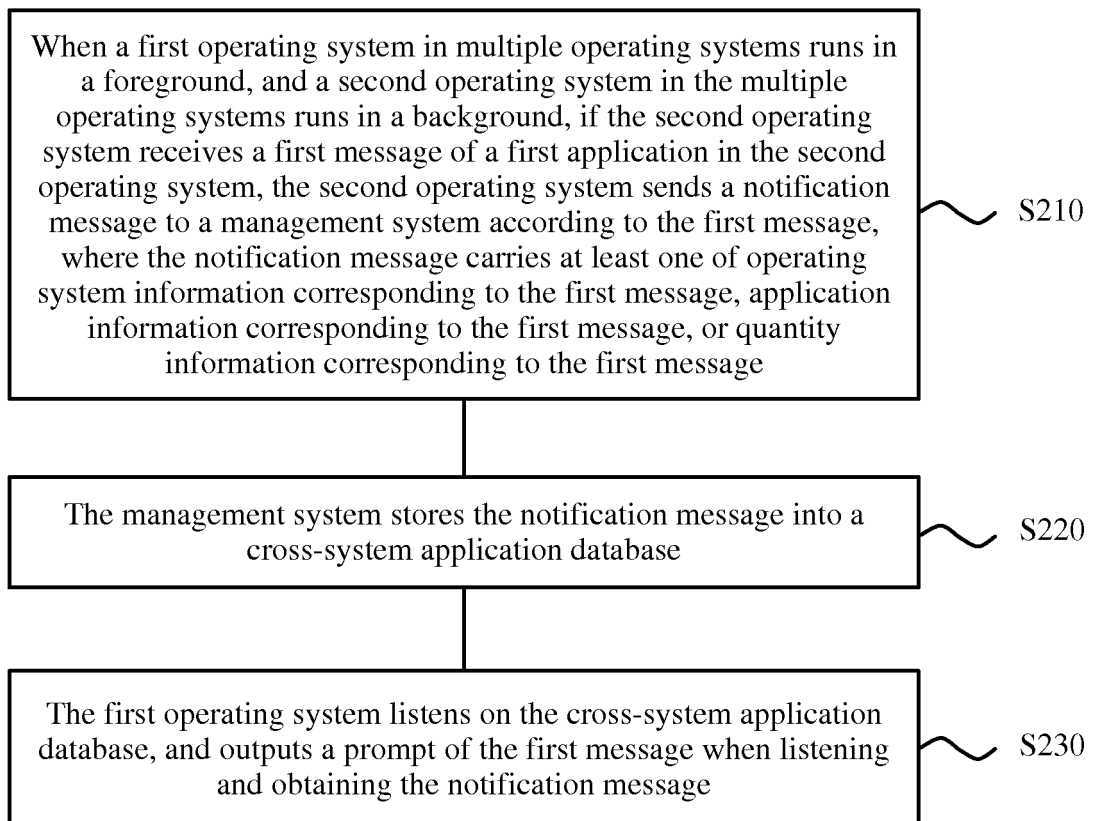 When a first operating system in multiple operating systems runs in
a foreground, and a second operating system in the multiple
operating systems runs in a background, if the second operating
system receives a first message of a first application in the second
operating system, the second operating system sends a notification
message to a management system according to the first message,
where the notification message carries at least one of operating
system information corresponding to the first message, application
information corresponding to the first message, or quantity
information corresponding to the first message
S210
The management system stores the notification message into a
cross-system application database
S220
The first operating system listens on the cross-system application
database, and outputs a prompt of the first message when listening
and obtaining the notification message
S230